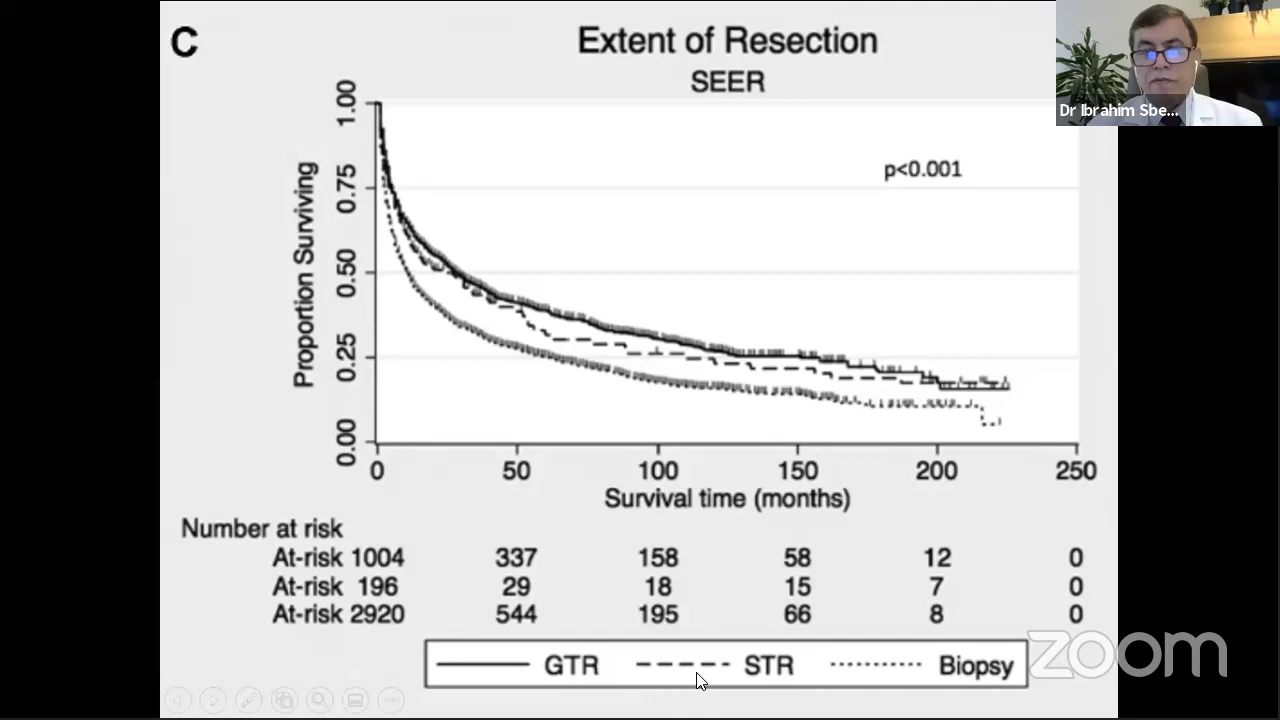 C
Extent of Resection
SEER
Dr Ibrahim Sbe...
p<0.001
Proportion Surviving
1.00
0.75
0.50
0.25
0.00
0 50 100 150 200 250
Survival time (months)
Number at risk
At-risk 1004 337 158 58 12 0
At-risk 196 29 18 15 7 0
At-risk 2920 544 195 66 8 0
GTR STR Biopsy
zoom